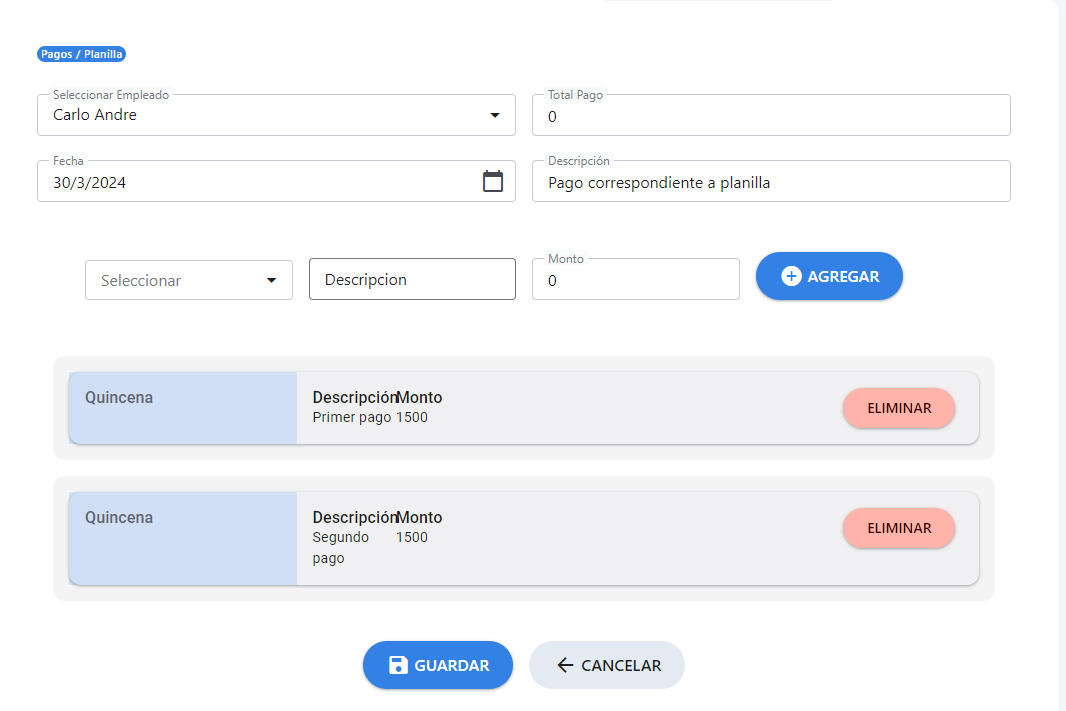 Pagos / Planilla
Seleccionar Empleado
Carlo Andre
Total Pago
0
Fecha
30/3/2024
Descripción
Pago correspondiente a planilla
Seleccionar
Descripcion
Monto
0
AGREGAR
Quincena
Descripción Monto
Primer pago 1500
ELIMINAR
Quincena
Descripción Monto
Segundo 1500
pago
ELIMINAR
GUARDAR
CANCELAR